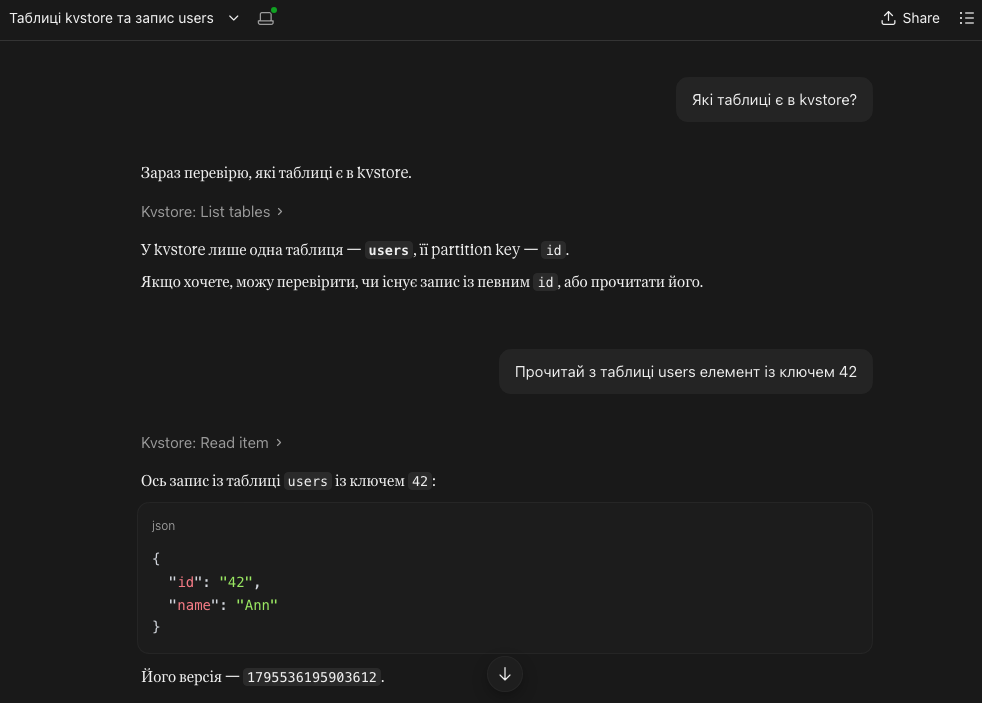 Таблиці kvstore та запис users
Share
Які таблиці є в kvstore?
Зараз перевірю, які таблиці є в kvstore.
Kvstore: List tables
У kvstore лише одна таблиця — users, її partition key — id.
Якщо хочете, можу перевірити, чи існує запис із певним id, або прочитати його.
Прочитай з таблиці users елемент із ключем 42
Kvstore: Read item
Ось запис із таблиці users із ключем 42:
json
{
"id": "42",
"name": "Ann"
}
Його версія — 1795536195903612.